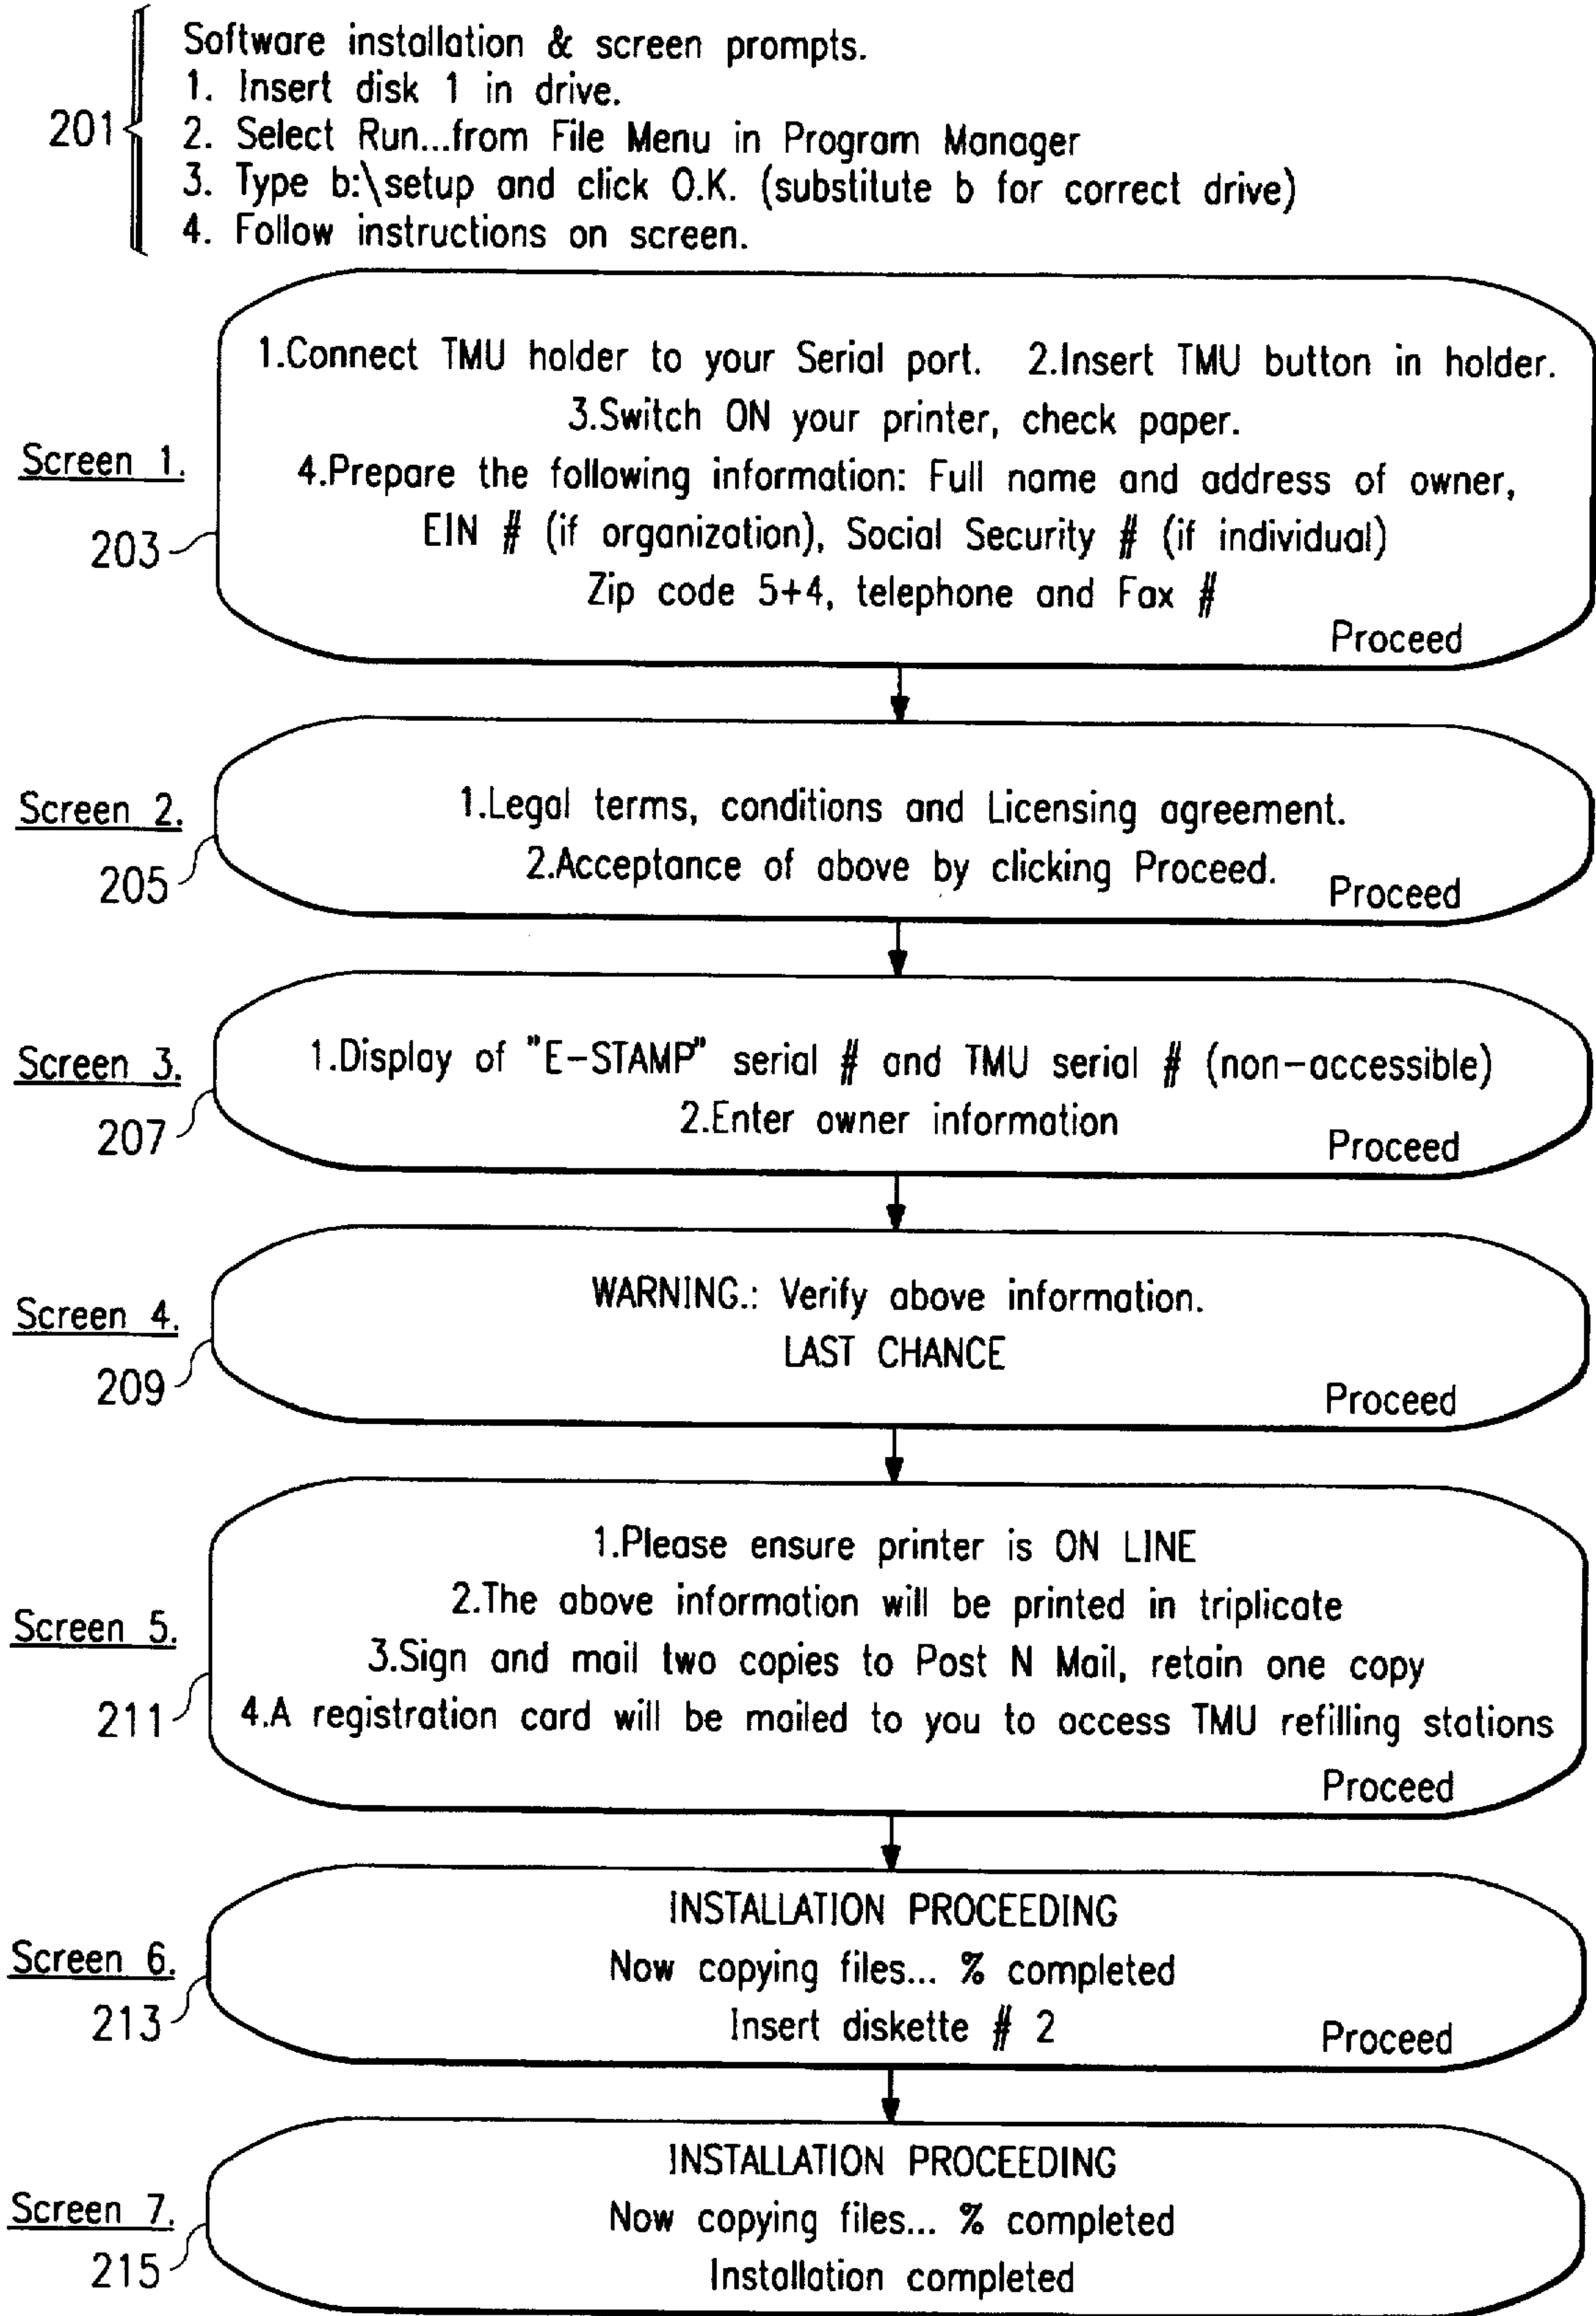 Software installation & screen prompts.
1. Insert disk 1 in drive.
201
2. Select Run...from File Menu in Program Manager
3. Type b:\setup and click O.K. (substitute b for correct drive)
4. Follow instructions on screen.
1.Connect TMU holder to your Serial port. 2.Insert TMU button in holder.
3.Switch ON your printer, check paper.
Screen 1.
4.Prepare the following information: Full name and address of owner,
EIN # (if organization), Social Security # (if individual)
203
Zip code 5+4, telephone and Fax #
Proceed
Screen 2.
1.Legal terms, conditions and Licensing agreement.
2.Acceptance of above by clicking Proceed.
Proceed
205
Screen 3.
1.Display of "E-STAMP" serial # and TMU serial # (non-accessible)
2.Enter owner information
Proceed
207
Screen 4.
WARNING.: Verify above information.
LAST CHANCE
209
Proceed
1.Please ensure printer is ON LINE
2.The above information will be printed in triplicate
Screen 5.
3.Sign and mail two copies to Post N Mail, retain one copy
211
4.A registration card will be mailed to you to access TMU refilling stations
Proceed
INSTALLATION PROCEEDING
Screen 6.
Now copying files... % completed
213
Insert diskette # 2
Proceed
INSTALLATION PROCEEDING
Screen 7.
Now copying files... % completed
215
Installation completed